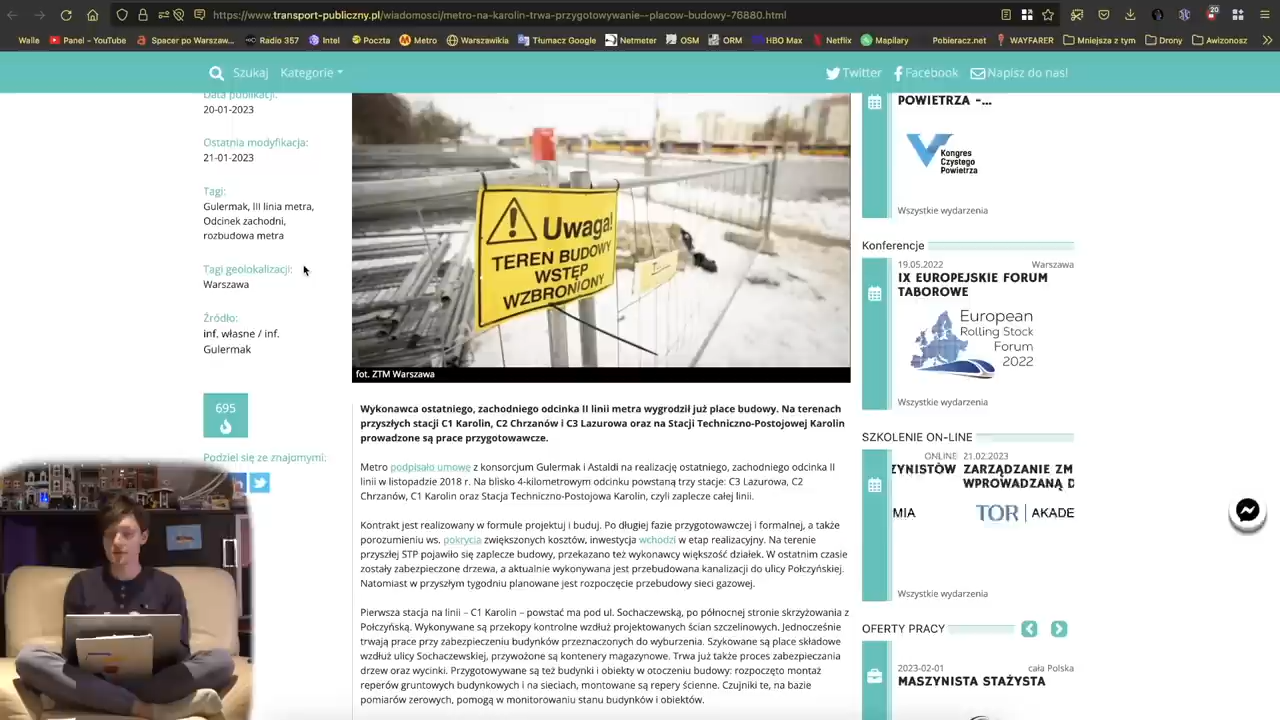 https://www.transport-publiczny.pl/wiadomosci/metro-na-karolin-trwa-przygotowywanie--placow-budowy-76880.html
20
Walle
Panel - YouTube
Spacer po Warszawa...
Radio 357
Intel
Poczta
Metro
Warszawikia
Tłumacz Google
Netmeter
OSM
ORM
HBO Max
Netflix
Mapilary
Pobieracz.net
WAYFARER
Mniejsza z tym
Drony
Awizonosz
Szukaj
Kategorie
Twitter
Facebook
Napisz do nas!
Data publikacji:
20-01-2023
Ostatnia modyfikacja:
21-01-2023
Tagi:
Gulermak, III linia metra,
Odcinek zachodni,
rozbudowa metra
Tagi geolokalizacji:
Warszawa
Źródło:
inf. własne / inf.
Gulermak
695
Podziel się ze znajomymi:
Uwaga!
TEREN BUDOWY
WSTĘP
WZBRONIONY
fot. ZTM Warszawa
Wykonawca ostatniego, zachodniego odcinka II linii metra wygrodził już place budowy. Na terenach
przyszłych stacji C1 Karolin, C2 Chrzanów i C3 Lazurowa oraz na Stacji Techniczno-Postojowej Karolin
prowadzone są prace przygotowawcze.
Metro podpisało umowę z konsorcjum Gulermak i Astaldi na realizację ostatniego, zachodniego odcinka II
linii w listopadzie 2018 r. Na blisko 4-kilometrowym odcinku powstaną trzy stacje: C3 Lazurowa, C2
Chrzanów, C1 Karolin oraz Stacja Techniczno-Postojowa Karolin, czyli zaplecze całej linii.
Kontrakt jest realizowany w formule projektuj i buduj. Po długiej fazie przygotowawczej i formalnej, a także
porozumieniu ws. pokrycia zwiększonych kosztów, inwestycja wchodzi w etap realizacyjny. Na terenie
przyszłej STP pojawiło się zaplecze budowy, przekazano też wykonawcy większość działek. W ostatnim czasie
zostały zabezpieczone drzewa, a aktualnie wykonywana jest przebudowana kanalizacji do ulicy Połczyńskiej.
Natomiast w przyszłym tygodniu planowane jest rozpoczęcie przebudowy sieci gazowej.
Pierwsza stacja na linii – C1 Karolin – powstać ma pod ul. Sochaczewską, po północnej stronie skrzyżowania z
Połczyńską. Wykonywane są przekopy kontrolne wzdłuż projektowanych ścian szczelinowych. Jednocześnie
trwają prace przy zabezpieczeniu budynków przeznaczonych do wyburzenia. Szykowane są place składowe
wzdłuż ulicy Sochaczewskiej, przywożone są kontenery magazynowe. Trwa już także proces zabezpieczania
drzew oraz wycinki. Przygotowywane są też budynki i obiekty w otoczeniu budowy: rozpoczęto montaż
reperów gruntowych budynkowych i na sieciach, montowane są repery ścienne. Czujniki te, na bazie
pomiarów zerowych, pomogą w monitorowaniu stanu budynków i obiektów.
POWIETRZA –...
Kongres
Czystego
Powietrza
Wszystkie wydarzenia
Konferencje
19.05.2022
Warszawa
IX EUROPEJSKIE FORUM
TABOROWE
European
Rolling Stock
Forum
2022
Wszystkie wydarzenia
SZKOLENIE ON-LINE
ONLINE
21.02.2023
ZYNISTÓW
ZARZĄDZANIE ZM
WPROWADZANĄ D
MIA
TOR | AKADE
Wszystkie wydarzenia
OFERTY PRACY
2023-02-01
cała Polska
MASZYNISTA STAŻYSTA